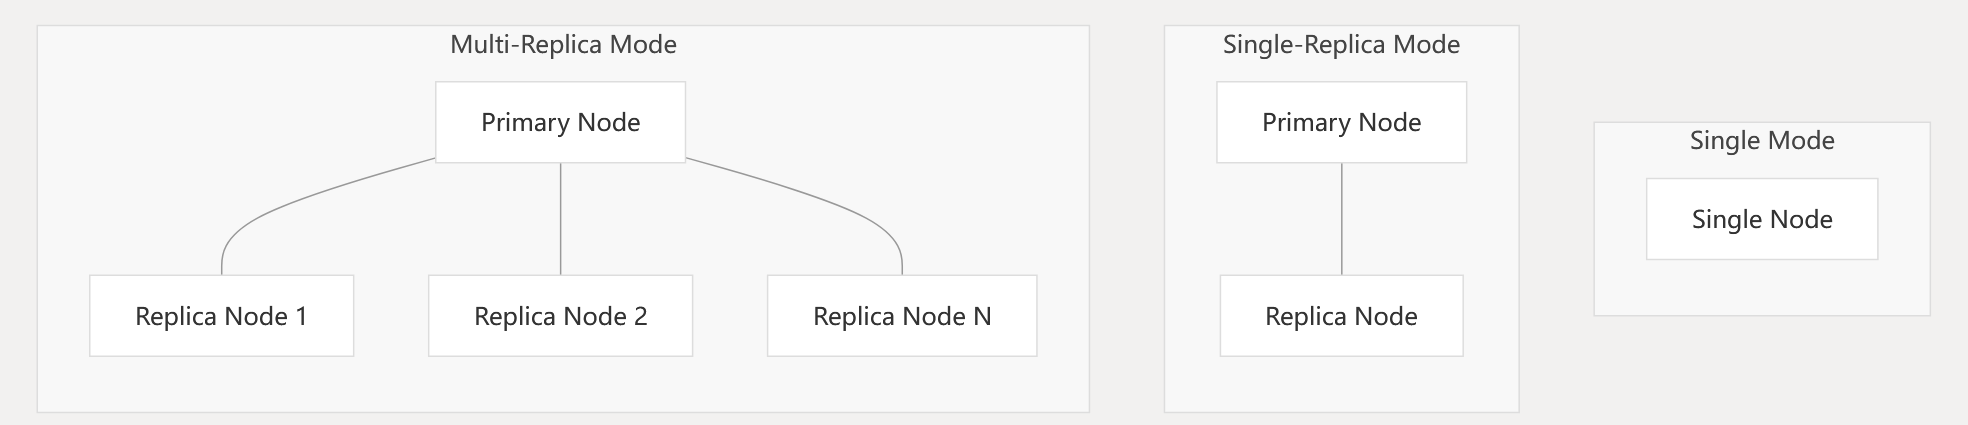 Multi-Replica Mode
Primary Node
Replica Node 1
Replica Node 2
Replica Node N
Single-Replica Mode
Primary Node
Replica Node
Single Mode
Single Node